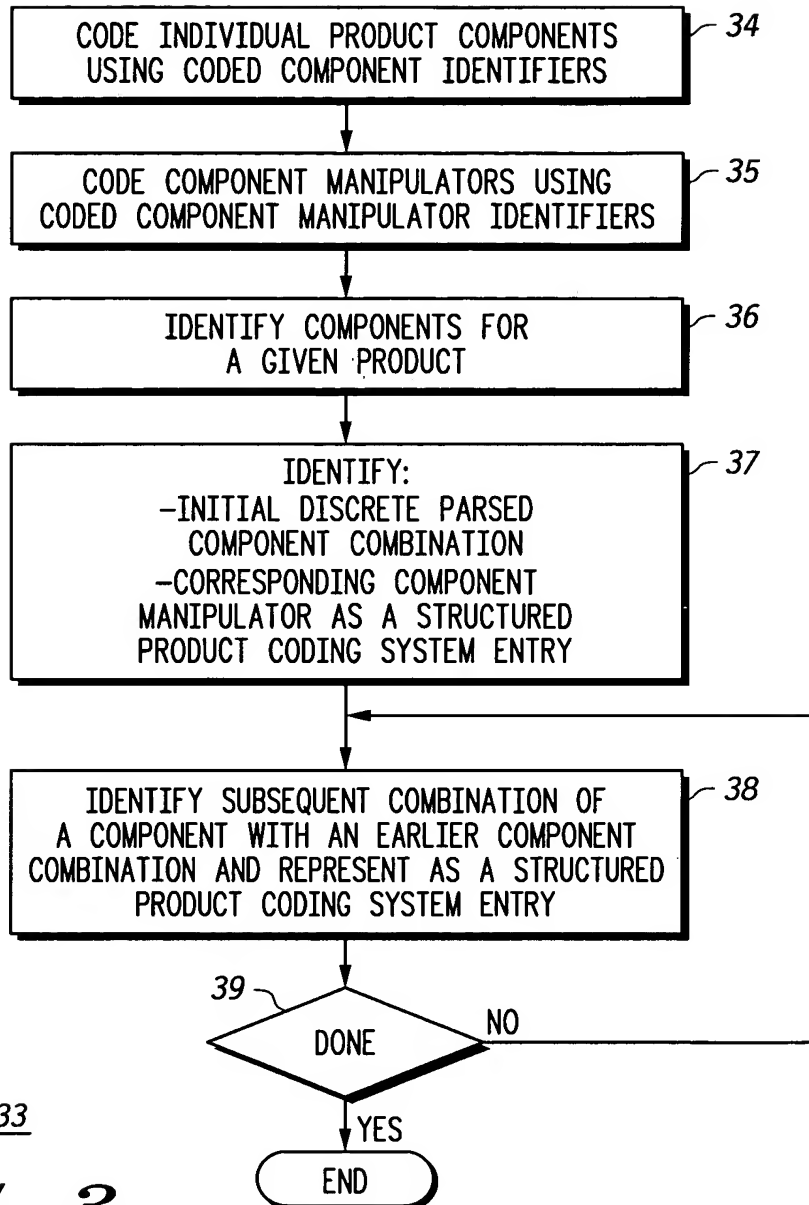 CODE INDIVIDUAL PRODUCT COMPONENTS
USING CODED COMPONENT IDENTIFIERS
34
CODE COMPONENT MANIPULATORS USING
CODED COMPONENT MANIPULATOR IDENTIFIERS
35
IDENTIFY COMPONENTS FOR
A GIVEN PRODUCT
36
IDENTIFY:
-INITIAL DISCRETE PARSED
COMPONENT COMBINATION
-CORRESPONDING COMPONENT
MANIPULATOR AS A STRUCTURED
PRODUCT CODING SYSTEM ENTRY
37
IDENTIFY SUBSEQUENT COMBINATION OF
A COMPONENT WITH AN EARLIER COMPONENT
COMBINATION AND REPRESENT AS A STRUCTURED
PRODUCT CODING SYSTEM ENTRY
38
39
DONE
NO
33
YES
END